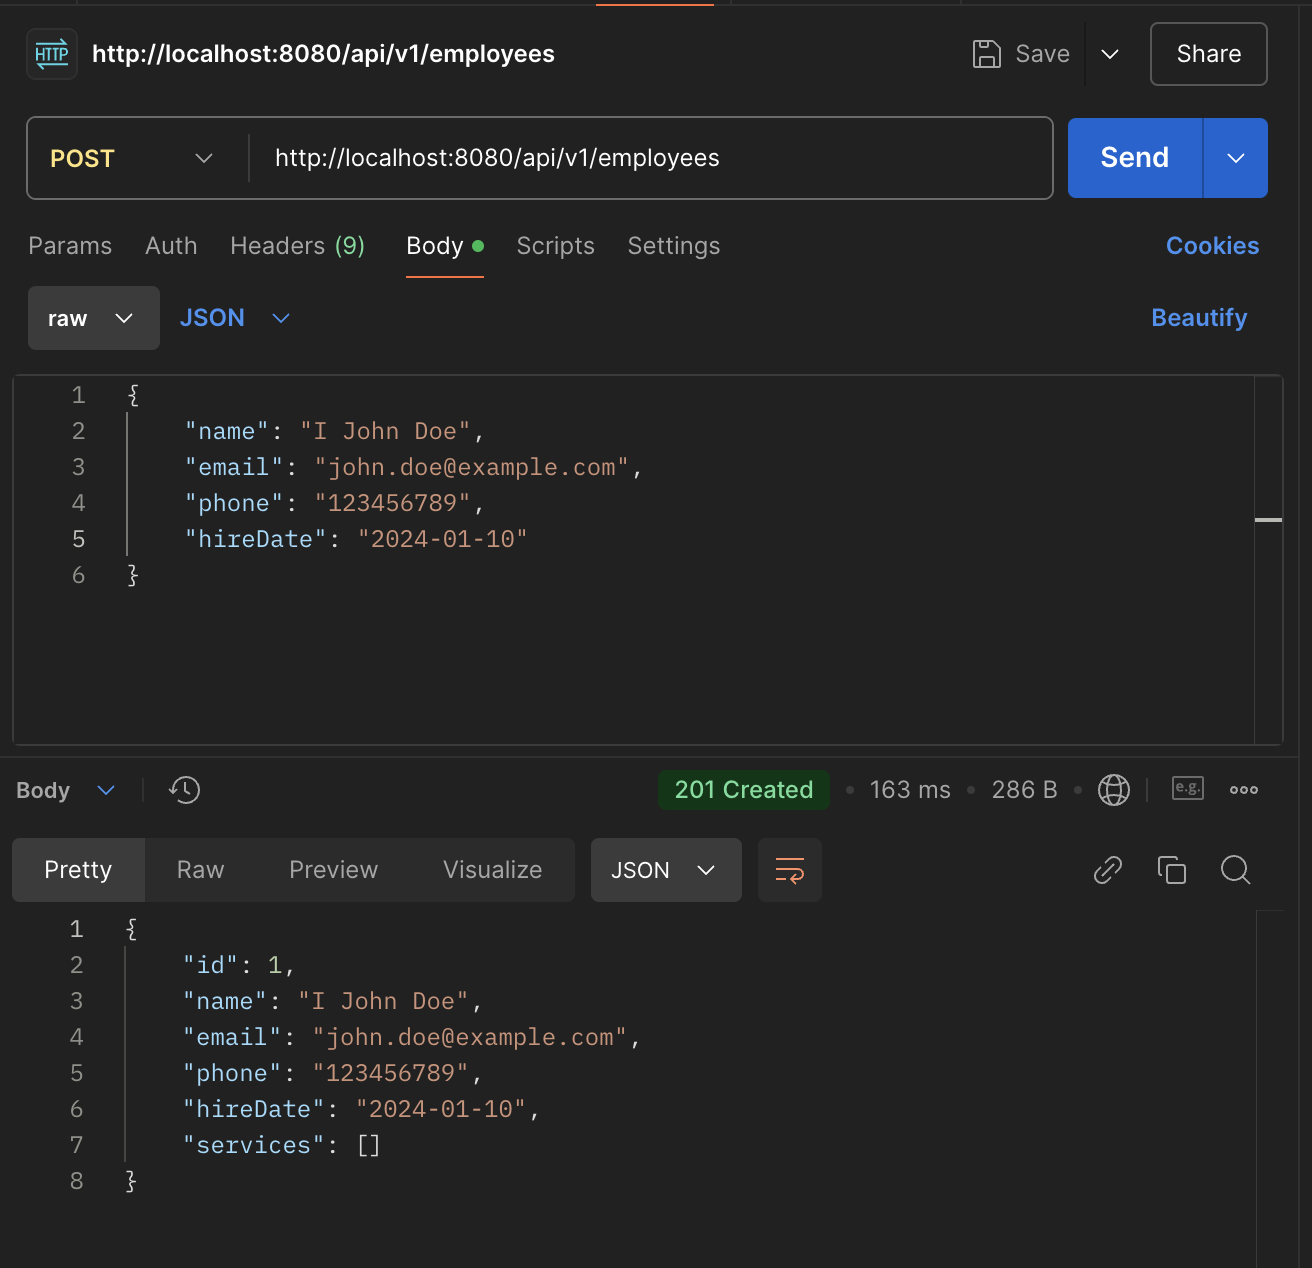 HTTP http://localhost:8080/api/v1/employees Save Share
POST http://localhost:8080/api/v1/employees Send
Params Auth Headers (9) Body Scripts Settings Cookies
raw JSON Beautify
1 {
2 "name": "I John Doe",
3 "email": "john.doe@example.com",
4 "phone": "123456789",
5 "hireDate": "2024-01-10"
6 }
Body 201 Created • 163 ms • 286 B • e.g.
Pretty Raw Preview Visualize JSON
1 {
2 "id": 1,
3 "name": "I John Doe",
4 "email": "john.doe@example.com",
5 "phone": "123456789",
6 "hireDate": "2024-01-10",
7 "services": []
8 }